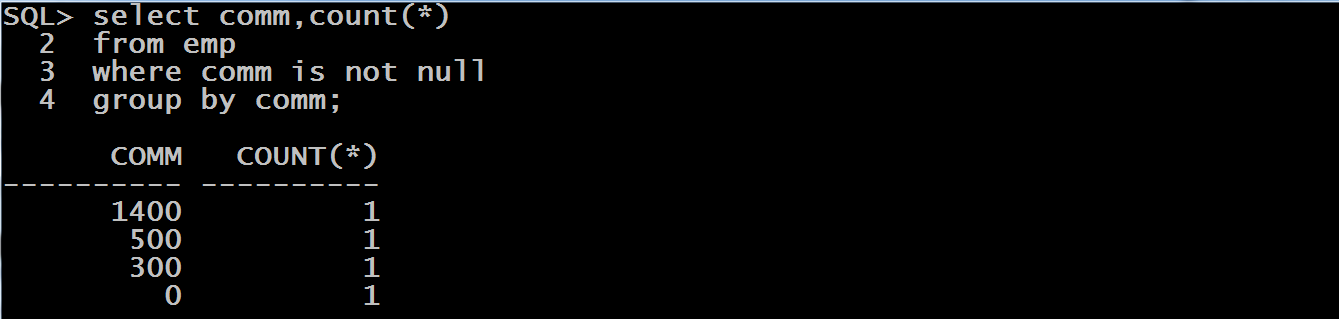 SQL> select comm,count(*)
  2  from emp
  3  where comm is not null
  4  group by comm;

      COMM   COUNT(*)
---------- ----------
      1400          1
       500          1
       300          1
         0          1